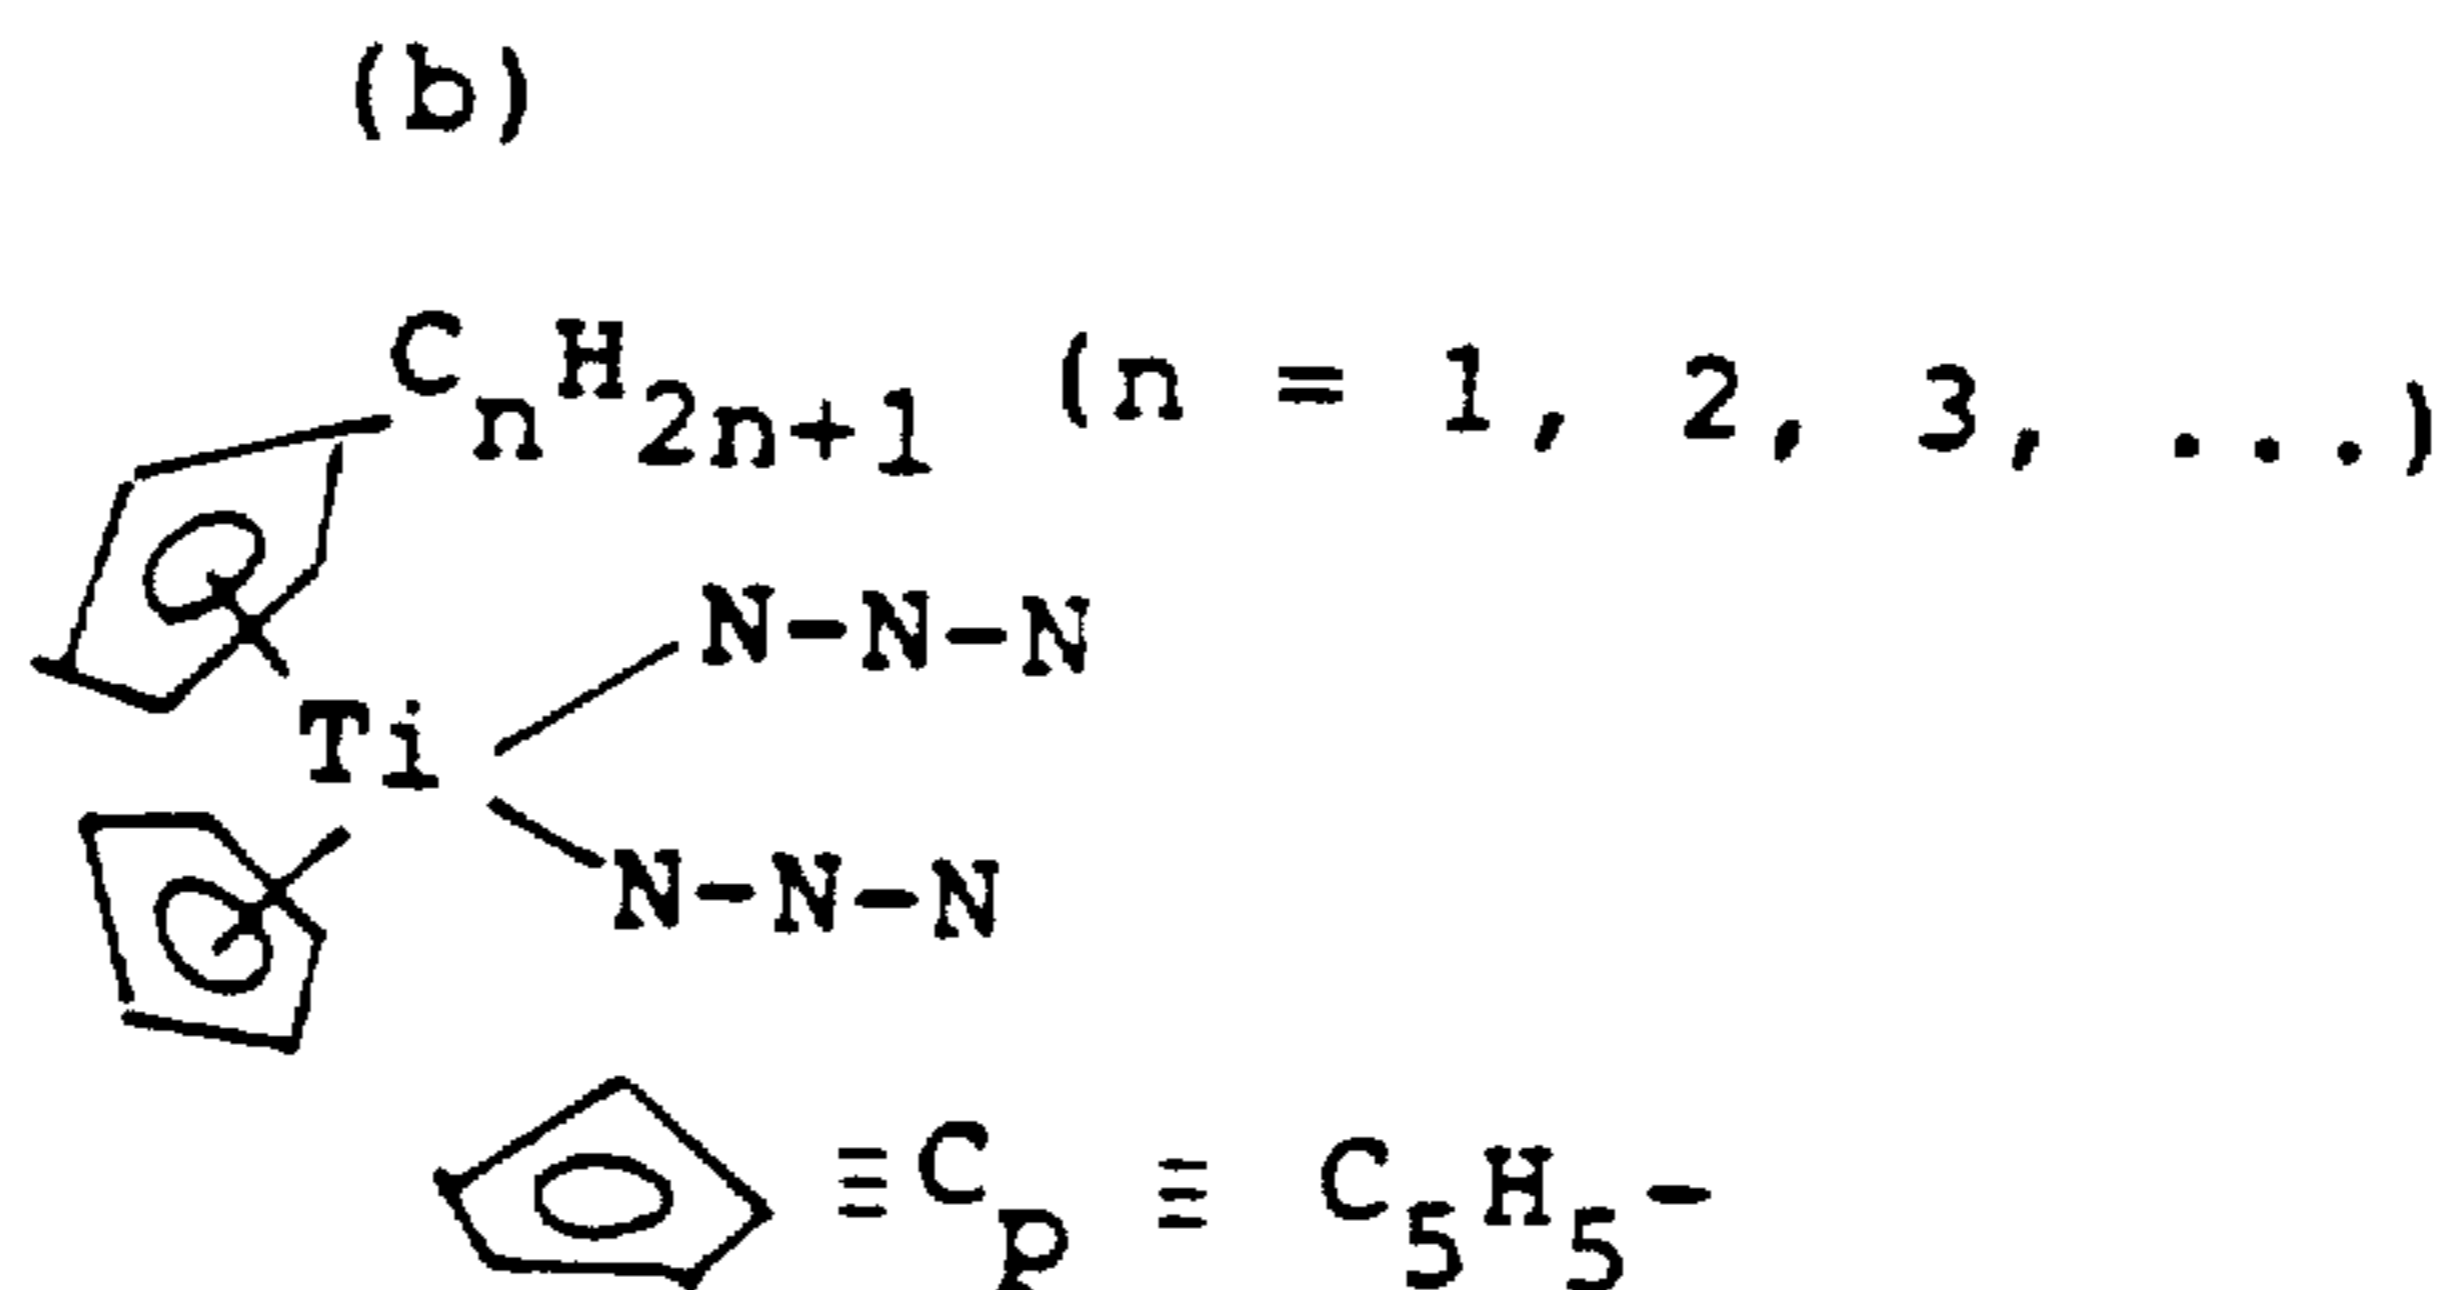 (b)
CnH2n+1 (n = 1, 2, 3, ...)
N-N-N
Ti
N-N-N
≡ Cp ≡ C5H5-